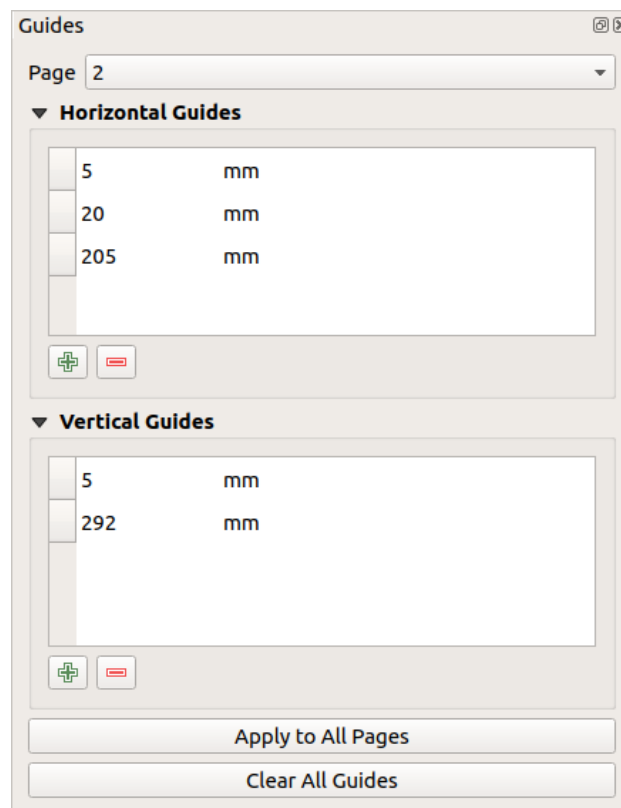 Guides
Page 2
Horizontal Guides
5 mm
20 mm
205 mm
Vertical Guides
5 mm
292 mm
Apply to All Pages
Clear All Guides